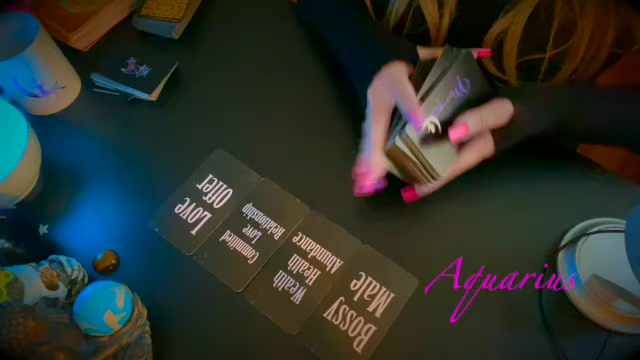 Love
Offer
Committed
Love
Relationship
Wealth
Health
Abundance
Bossy
Male
Aquarius